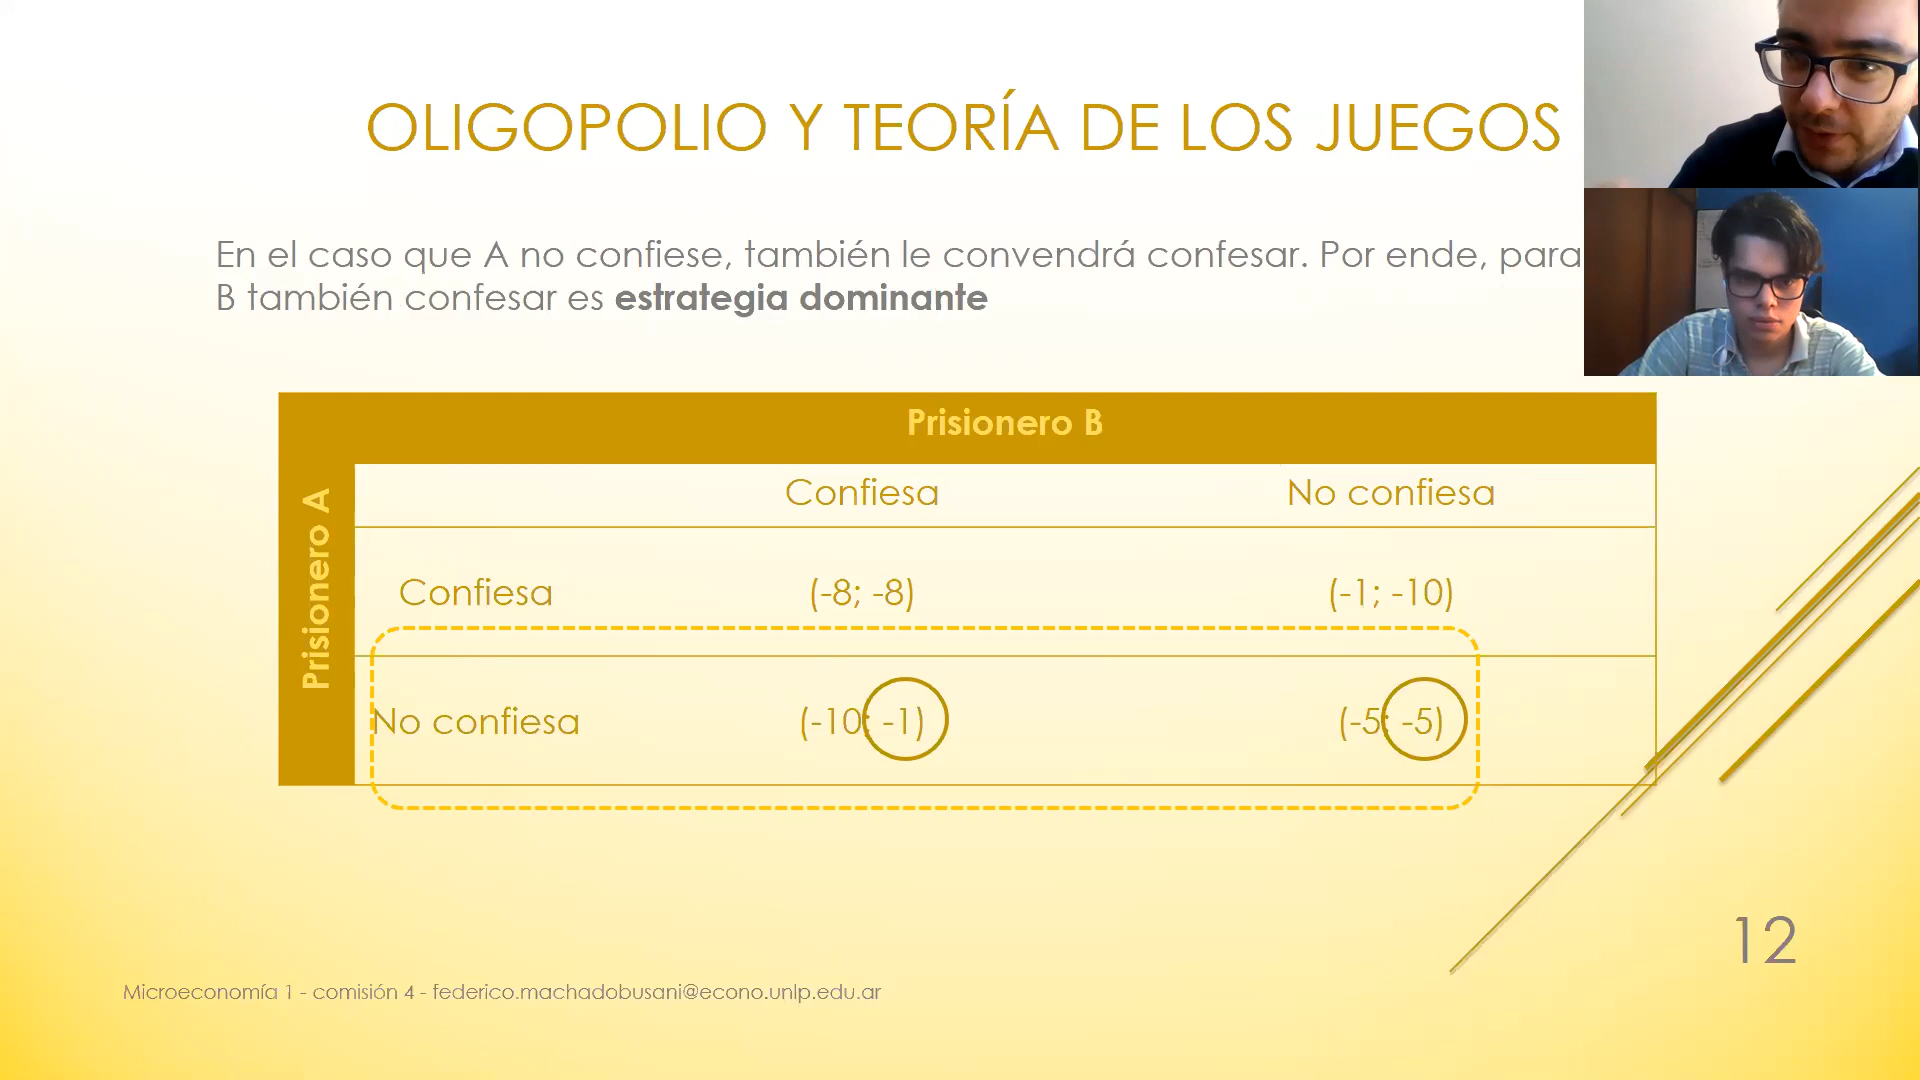 OLIGOPOLIO Y TEORÍA DE LOS JUEGOS
En el caso que A no confiese, también le convendrá confesar. Por ende, para
B también confesar es estrategia dominante
Prisionero B
Prisionero A
Confiesa No confiesa
Confiesa (-8; -8) (-1; -10)
No confiesa (-10; -1) (-5; -5)
12
Microeconomía 1 - comisión 4 - federico.machadobusani@econo.unlp.edu.ar